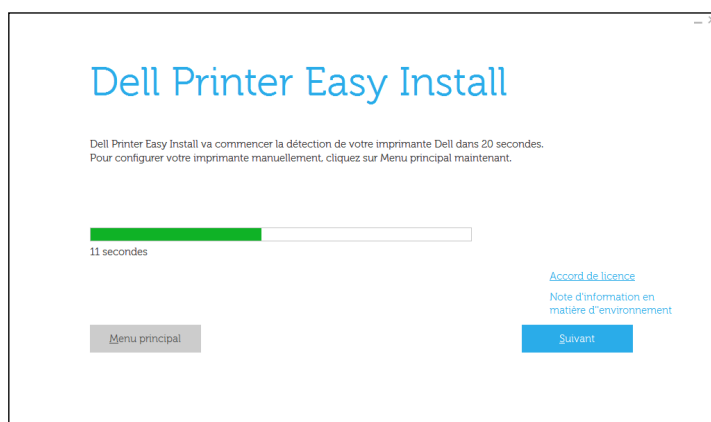 Dell Printer Easy Install
Dell Printer Easy Install va commencer la détection de votre imprimante Dell dans 20 secondes.
Pour configurer votre imprimante manuellement, cliquez sur Menu principal maintenant.
11 secondes
Accord de licence
Note d'information en
matière d''environnement
Menu principal
Suivant